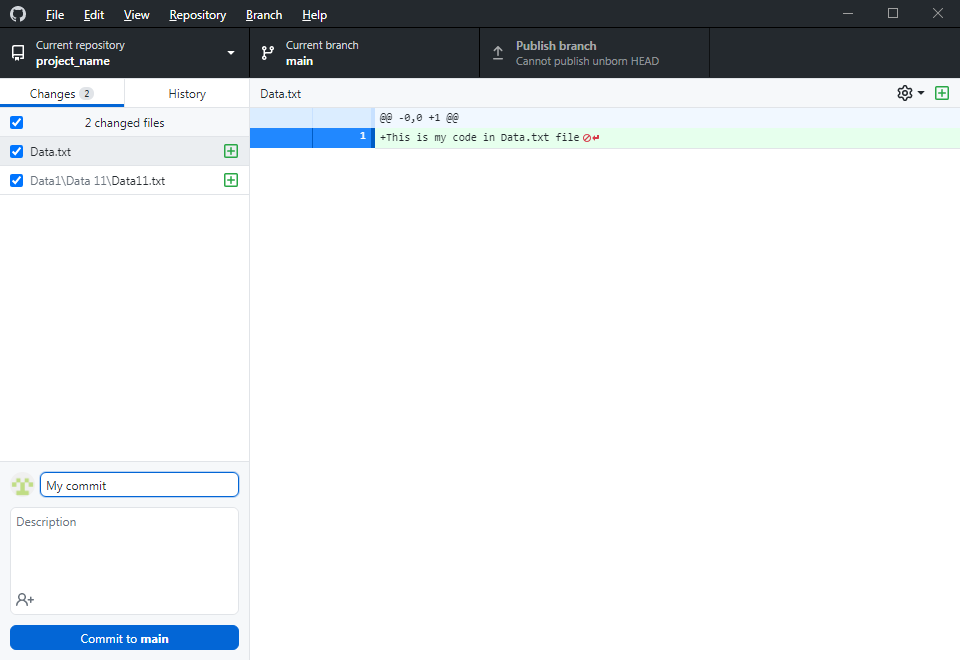 File Edit View Repository Branch Help
Current repository
project_name
Current branch
main
Publish branch
Cannot publish unborn HEAD
Changes 2
History
Data.txt
2 changed files
@@ -0,0 +1 @@
Data.txt
1 +This is my code in Data.txt file
Data1\Data 11\Data11.txt
My commit
Description
Commit to main